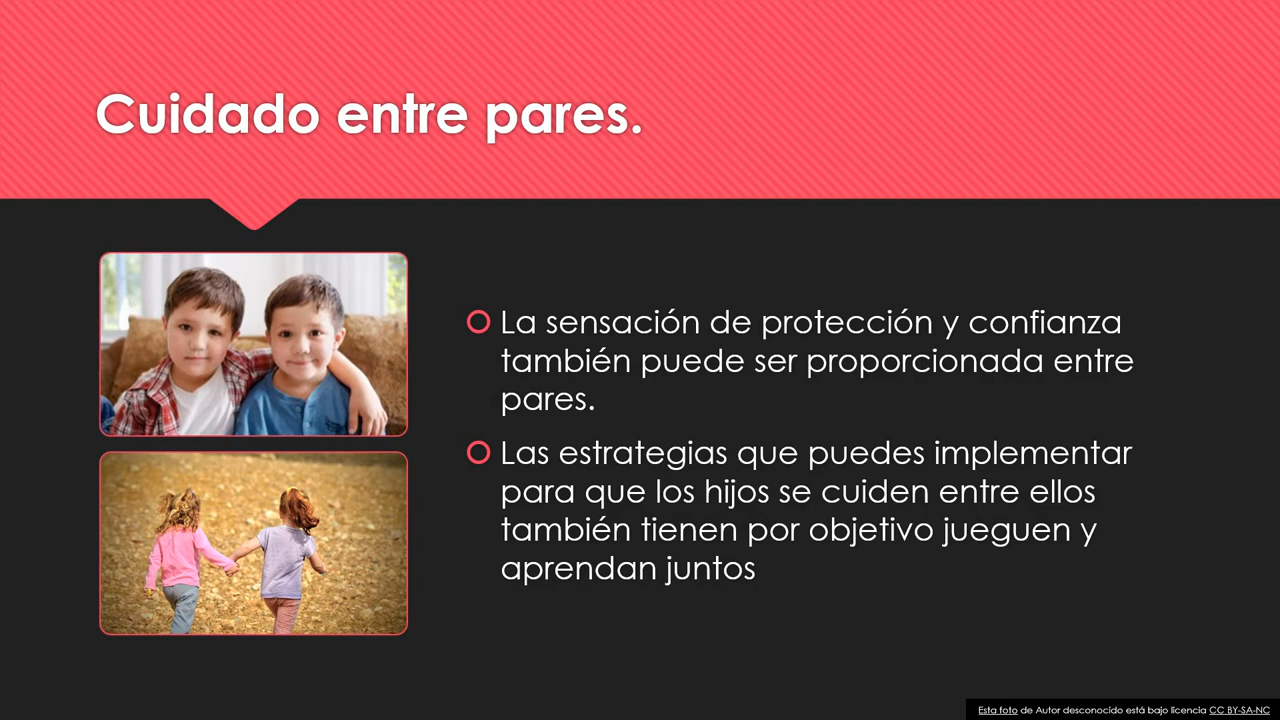 Cuidado entre pares.
La sensación de protección y confianza
también puede ser proporcionada entre
pares.
Las estrategias que puedes implementar
para que los hijos se cuiden entre ellos
también tienen por objetivo jueguen y
aprendan juntos
Esta foto de Autor desconocido está bajo licencia CC BY-SA-NC